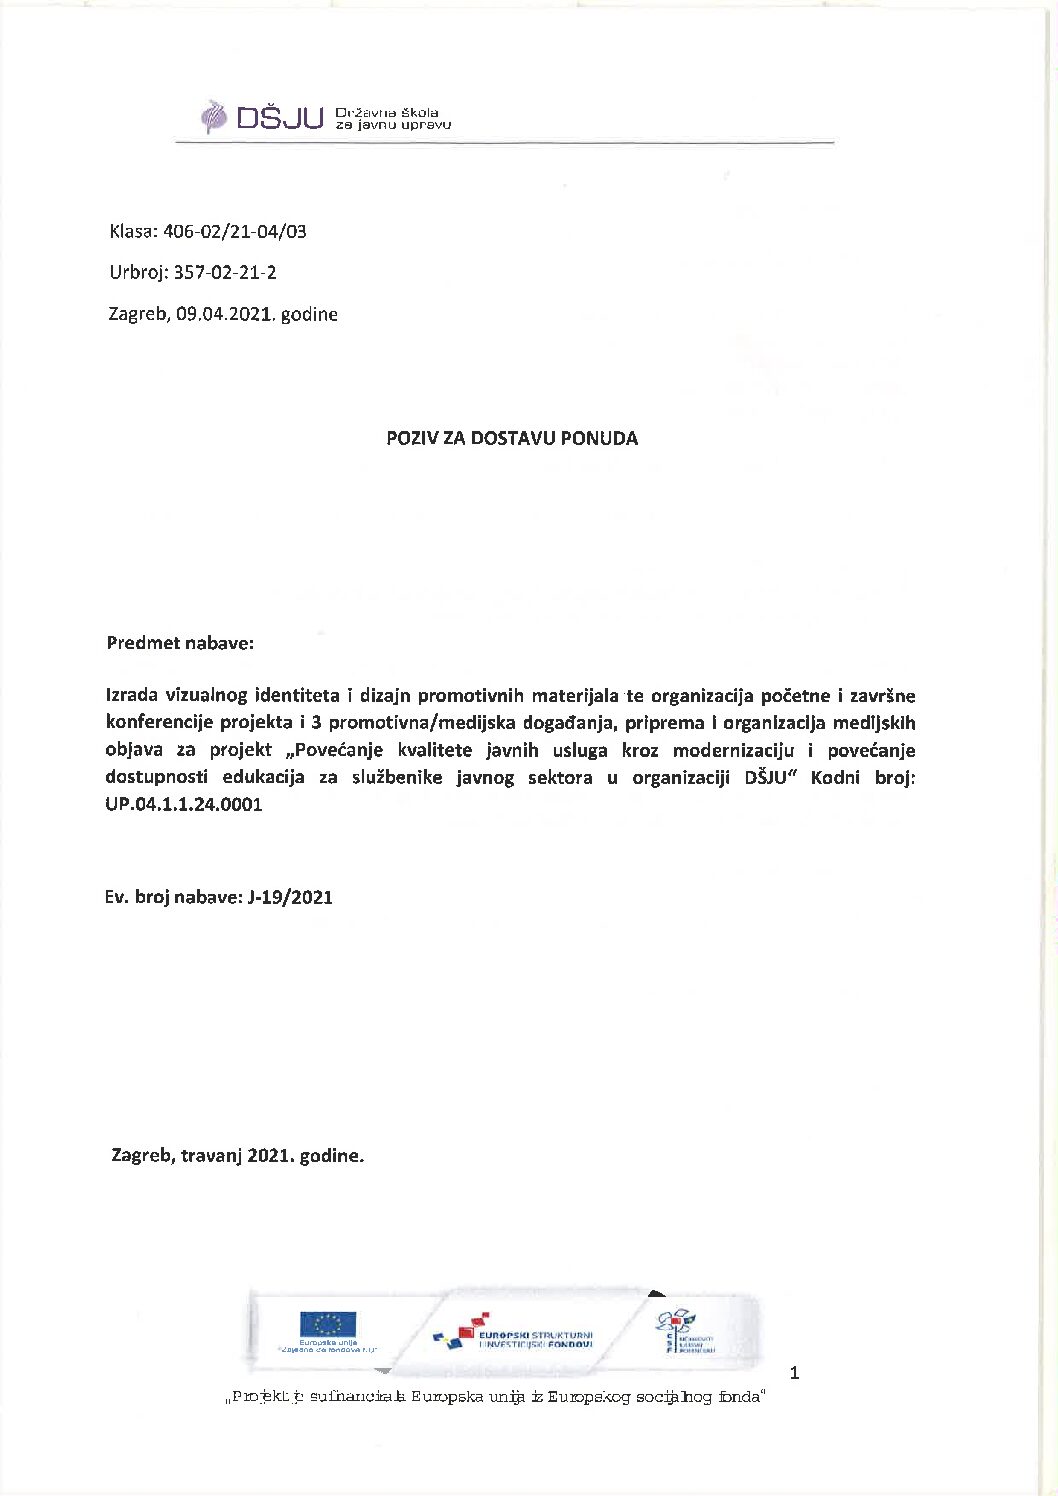 DŠJU Državna škola
za javnu upravu
Klasa: 406-02/21-04/03
Urbroj: 357-02-21-2
Zagreb, 09.04.2021. godine
POZIV ZA DOSTAVU PONUDA
Predmet nabave:
Izrada vizualnog identiteta i dizajn promotivnih materijala te organizacija početne i završne
konferencije projekta i 3 promotivna/medijska događanja, priprema i organizacija medijskih
objava za projekt „Povećanje kvalitete javnih usluga kroz modernizaciju i povećanje
dostupnosti edukacija za službenike javnog sektora u organizaciji DŠJU“ Kodni broj:
UP.04.1.1.24.0001
Ev. broj nabave: J-19/2021
Zagreb, travanj 2021. godine.
Europska unija
"Zajedno do fondova EU"
EUROPSKI STRUKTURNI
I INVESTICIJSKI FONDOVI
1
„Projekt je sufinancirala Europska unija iz Europskog socijalnog fonda“